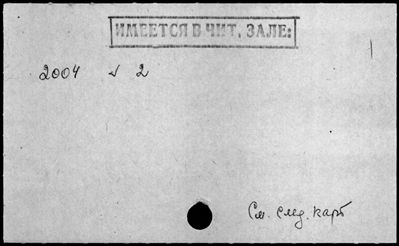 ИМЕЕТСЯ В ЧИТ. ЗАЛЕ:
2004 √ 2
См. след. карт